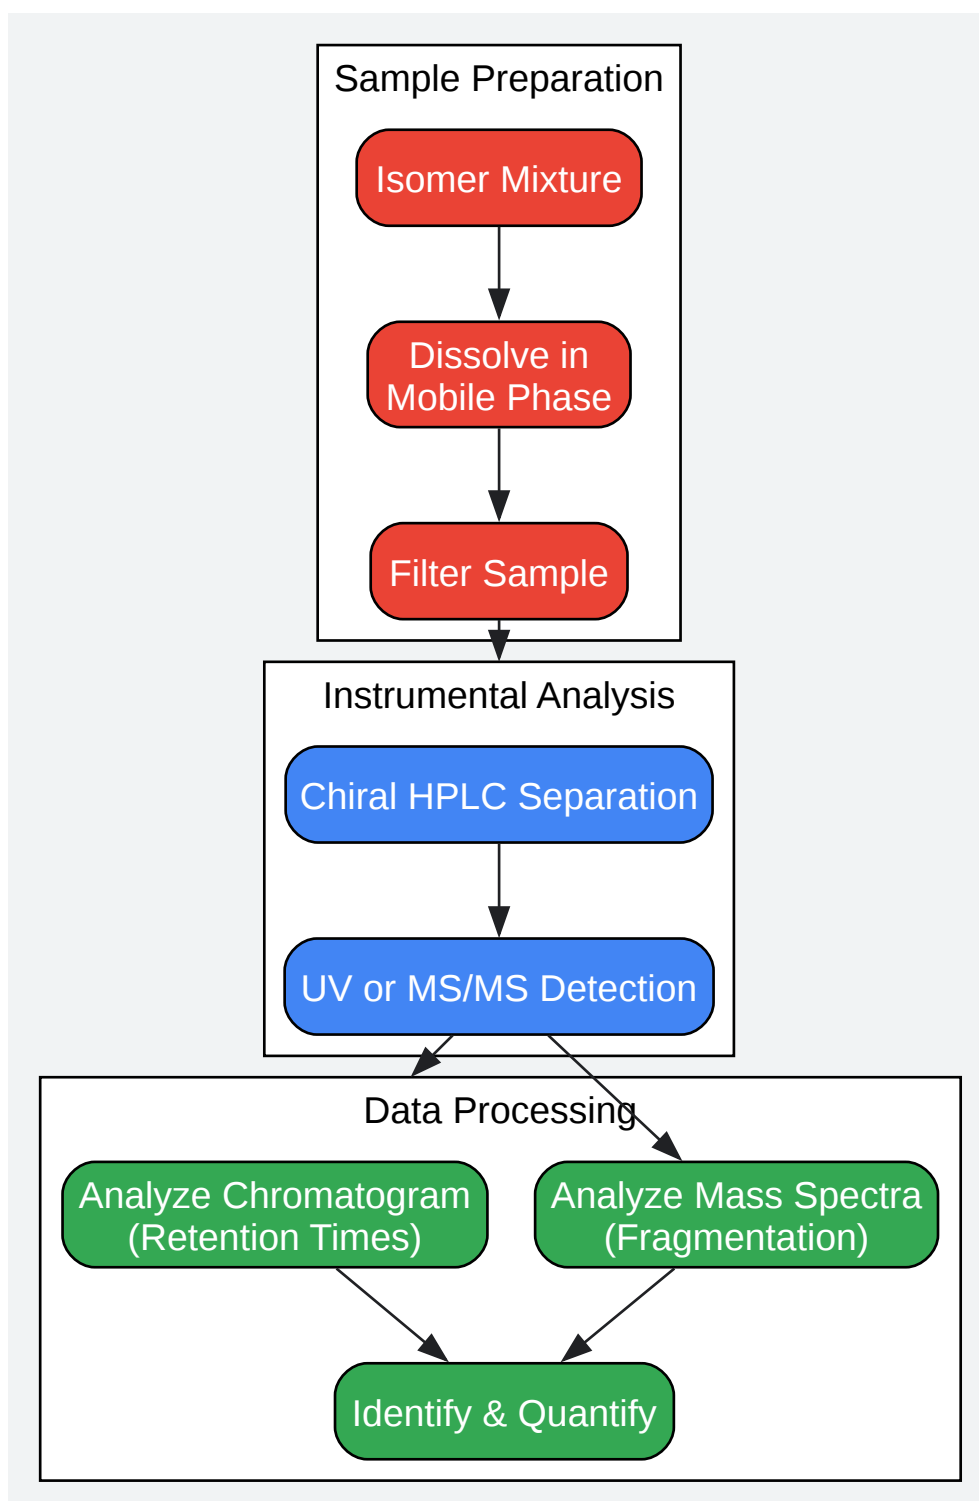 Sample Preparation
Isomer Mixture
Dissolve in
Mobile Phase
Filter Sample
Instrumental Analysis
Chiral HPLC Separation
UV or MS/MS Detection
Data Processing
Analyze Chromatogram
(Retention Times)
Analyze Mass Spectra
(Fragmentation)
Identify & Quantify